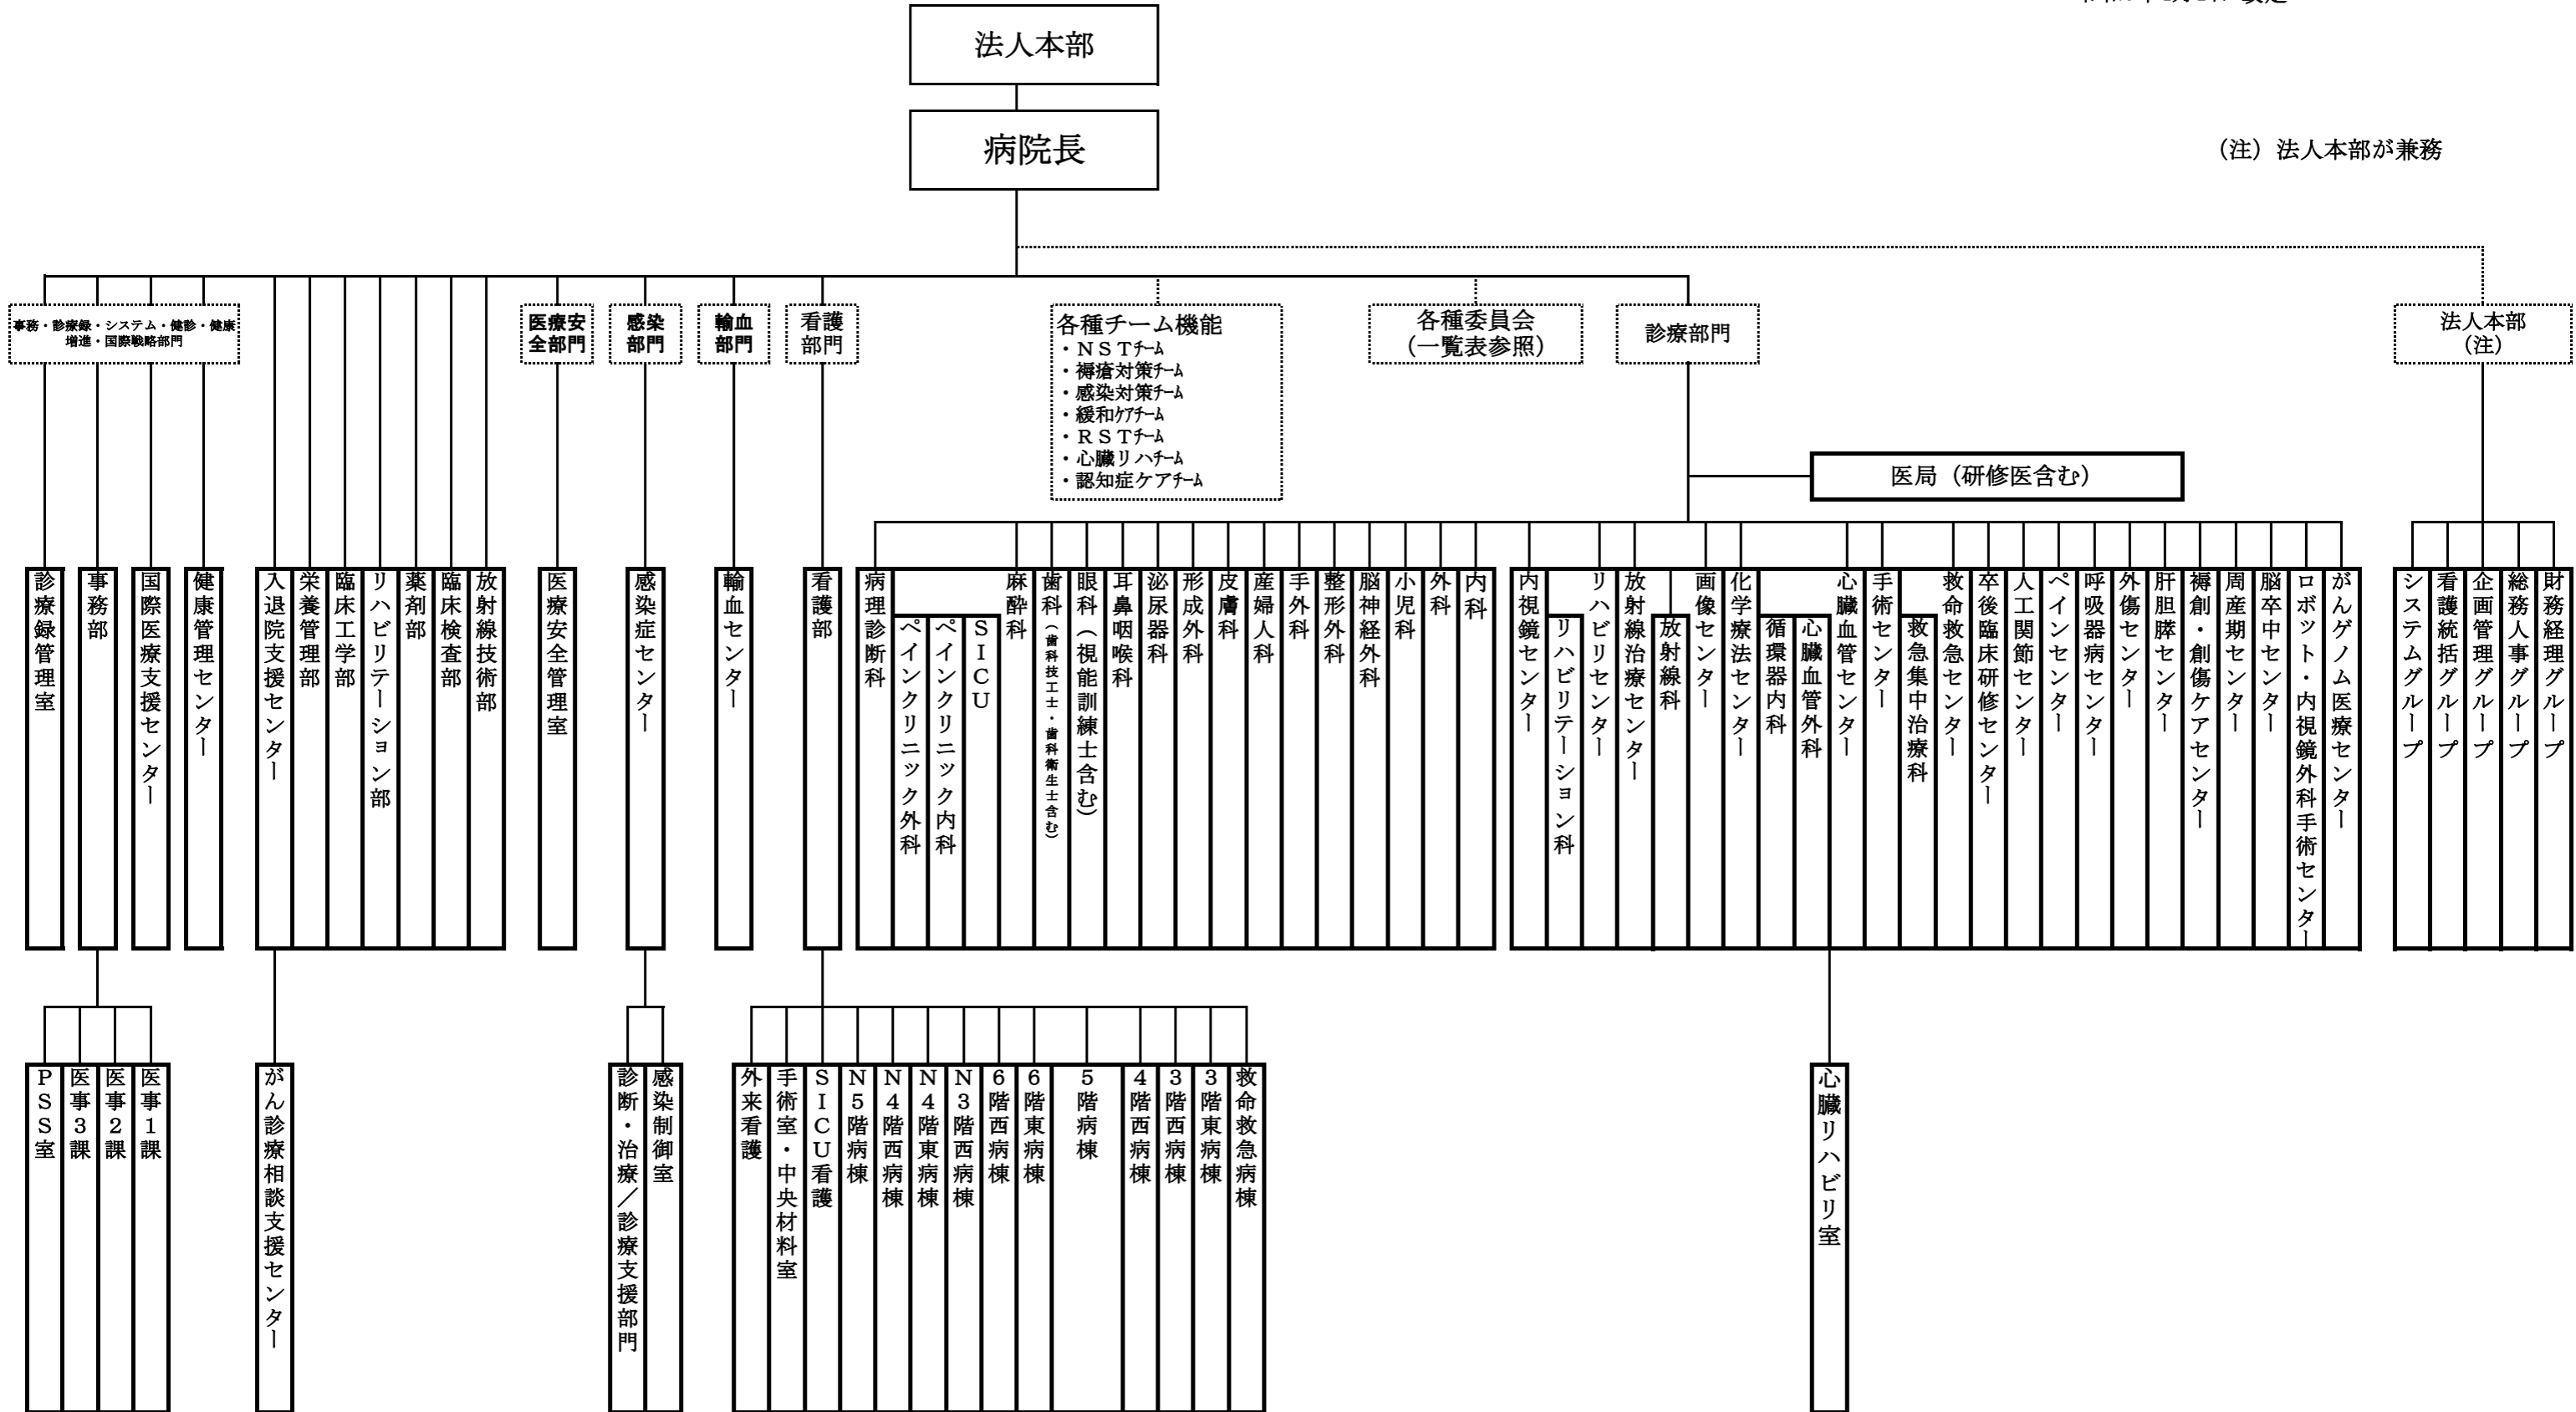 法人本部
病院長
(注)法人本部が兼務
事務・診療録・システム・健診・健康
増進・国際戦略部門
医療安
全部門
感染
部門
輸血
部門
看護
部門
各種チーム機能
・NSTチーム
・褥瘡対策チーム
・感染対策チーム
・緩和ケアチーム
・RSTチーム
・心臓リハチーム
・認知症ケアチーム
各種委員会
(一覧表参照)
診療部門
法人本部
(注)
医局(研修医含む)
診療録管理室
事務部
国際医療支援センター
健康管理センター
入退院支援センター
栄養管理部
臨床工学部
リハビリテーション部
薬剤部
臨床検査部
放射線技術部
医療安全管理室
感染症センター
輸血センター
看護部
病理診断科
ペインクリニック外科
ペインクリニック内科
SICU
麻酔科
歯科(歯科技工士・歯科衛生士含む)
眼科(視能訓練士含む)
耳鼻咽喉科
泌尿器科
形成外科
皮膚科
産婦人科
手外科
整形外科
脳神経外科
小児科
外科
内科
内視鏡センター
リハビリテーション科
リハビリセンター
放射線治療センター
放射線科
画像センター
化学療法センター
循環器内科
心臓血管外科
心臓血管センター
手術センター
救急集中治療科
救命救急センター
卒後臨床研修センター
人工関節センター
ペインセンター
呼吸器病センター
外傷センター
肝胆膵センター
褥創・創傷ケアセンター
周産期センター
脳卒中センター
ロボット・内視鏡外科手術センター
がんゲノム医療センター
システムグループ
看護統括グループ
企画管理グループ
総務人事グループ
財務経理グループ
PSS室
医事3課
医事2課
医事1課
がん診療相談支援センター
診断・治療/診療支援部門
感染制御室
外来看護
手術室・中央材料室
SICU看護
N5階病棟
N4階西病棟
N4階東病棟
N3階西病棟
6階西病棟
6階東病棟
5階病棟
4階西病棟
3階西病棟
3階東病棟
救命救急病棟
心臓リハビリ室